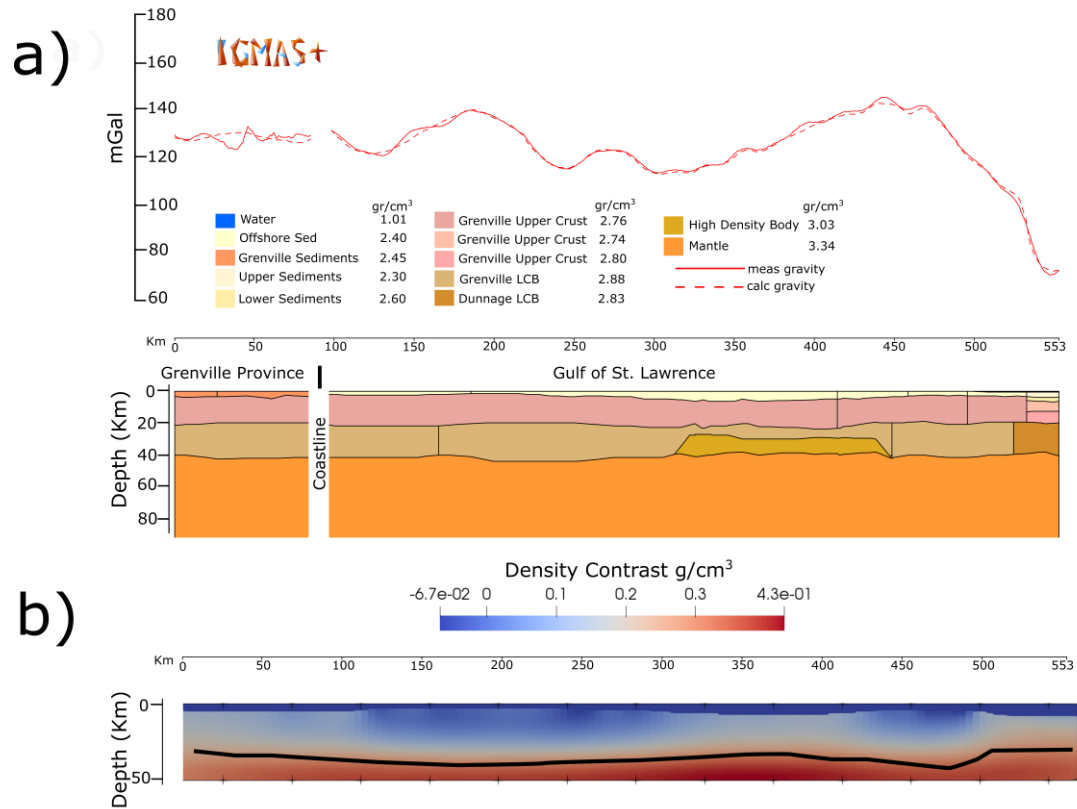 a)
IGMAS+
mGal
180
160
140
120
100
80
60
gr/cm³
Water 1.01
Offshore Sed 2.40
Grenville Sediments 2.45
Upper Sediments 2.30
Lower Sediments 2.60
gr/cm³
Grenville Upper Crust 2.76
Grenville Upper Crust 2.74
Grenville Upper Crust 2.80
Grenville LCB 2.88
Dunnage LCB 2.83
gr/cm³
High Density Body 3.03
Mantle 3.34
meas gravity
calc gravity
Km 0 50 100 150 200 250 300 350 400 450 500 553
Grenville Province
Gulf of St. Lawrence
Coastline
Depth (Km)
0
20
40
60
80
b)
Density Contrast g/cm³
-6.7e-02 0 0.1 0.2 0.3 4.3e-01
Km 0 50 100 150 200 250 300 350 400 450 500 553
Depth (Km)
0
50